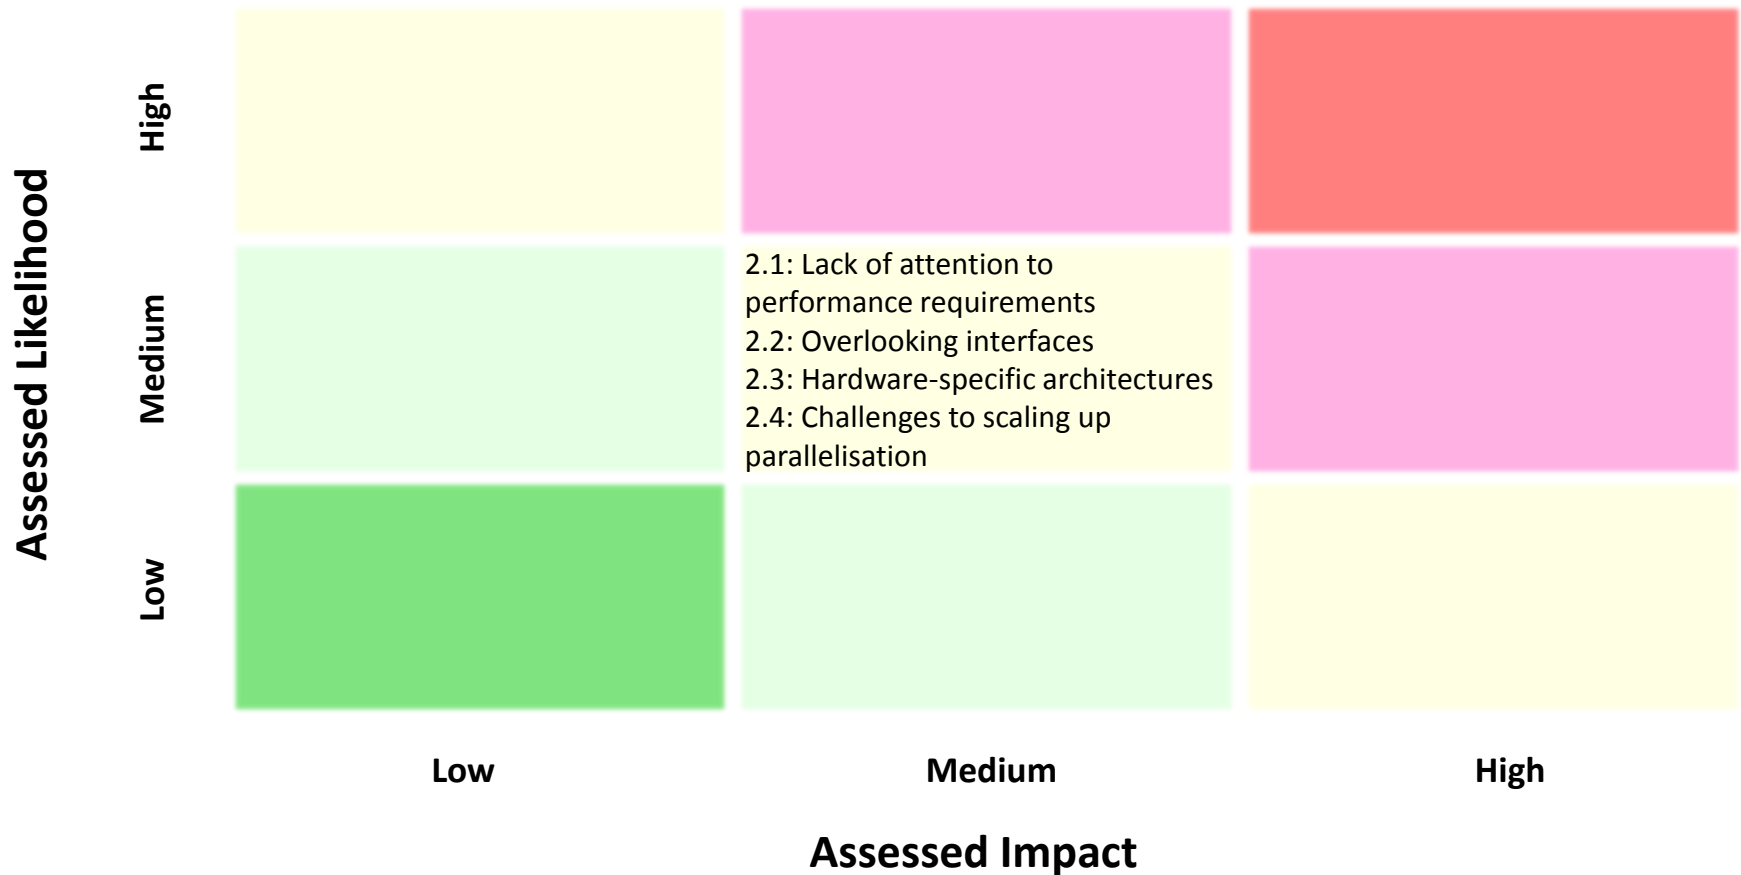 Assessed Likelihood
High
Medium
2.1: Lack of attention to
performance requirements
2.2: Overlooking interfaces
2.3: Hardware-specific architectures
2.4: Challenges to scaling up
parallelisation
Low
Low
Medium
High
Assessed Impact